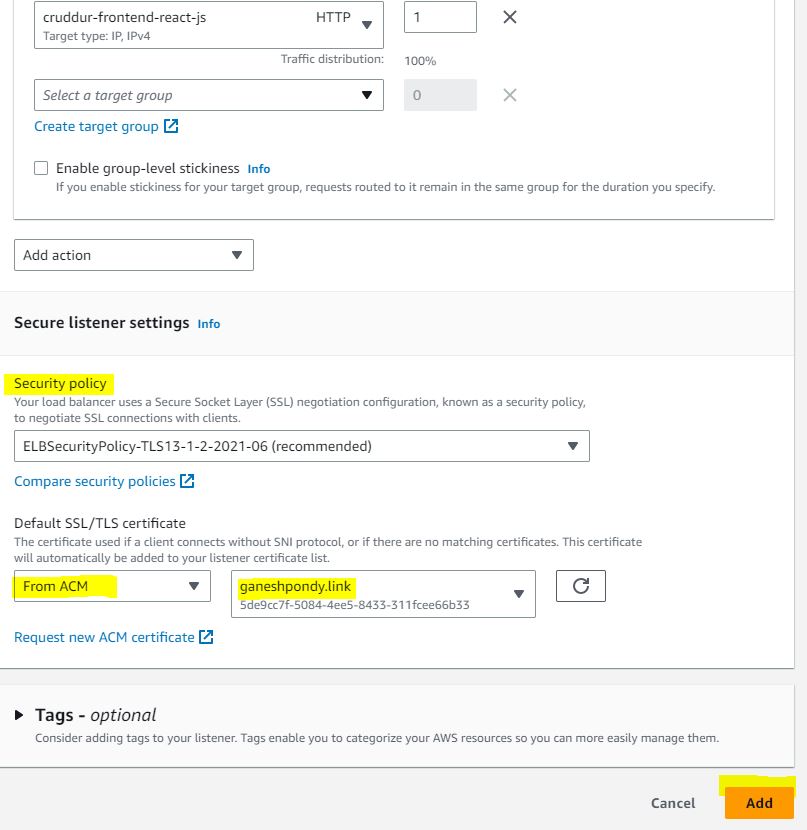 cruddur-frontend-react-js HTTP 1
Target type: IP, IPv4
Traffic distribution: 100%
Select a target group 0
Create target group
Enable group-level stickiness Info
If you enable stickiness for your target group, requests routed to it remain in the same group for the duration you specify.
Add action
Secure listener settings Info
Security policy
Your load balancer uses a Secure Socket Layer (SSL) negotiation configuration, known as a security policy,
to negotiate SSL connections with clients.
ELBSecurityPolicy-TLS13-1-2-2021-06 (recommended)
Compare security policies
Default SSL/TLS certificate
The certificate used if a client connects without SNI protocol, or if there are no matching certificates. This certificate
will automatically be added to your listener certificate list.
From ACM ganeshpondy.link
5de9cc7f-5084-4ee5-8433-311fcee66b33
Request new ACM certificate
Tags - optional
Consider adding tags to your listener. Tags enable you to categorize your AWS resources so you can more easily manage them.
Cancel Add